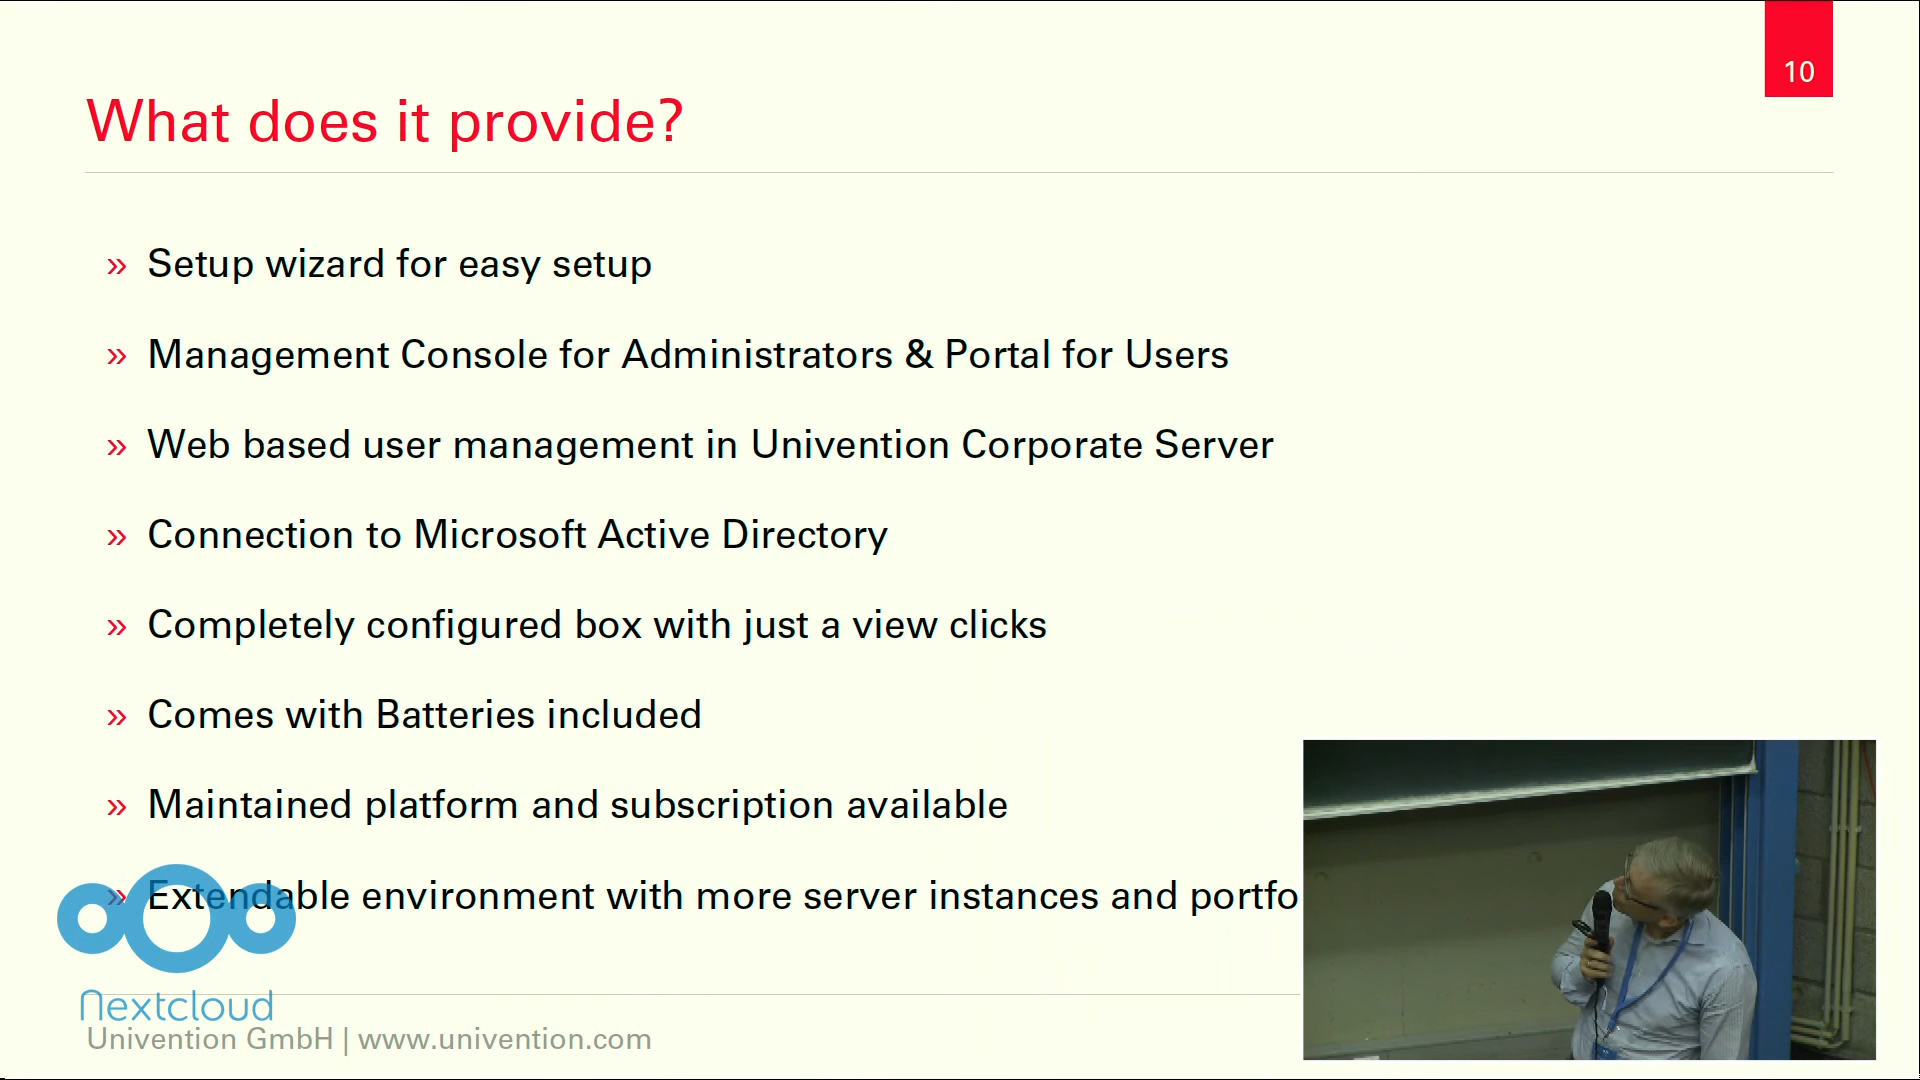 10
What does it provide?
» Setup wizard for easy setup
» Management Console for Administrators & Portal for Users
» Web based user management in Univention Corporate Server
» Connection to Microsoft Active Directory
» Completely configured box with just a view clicks
» Comes with Batteries included
» Maintained platform and subscription available
» Extendable environment with more server instances and portfo
Nextcloud
Univention GmbH | www.univention.com